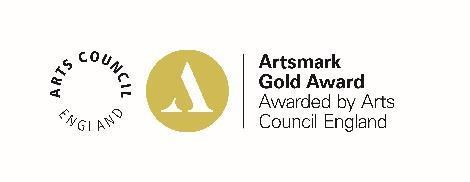 ARTS COUNCIL
ENGLAND
A
Artsmark
Gold Award
Awarded by Arts
Council England